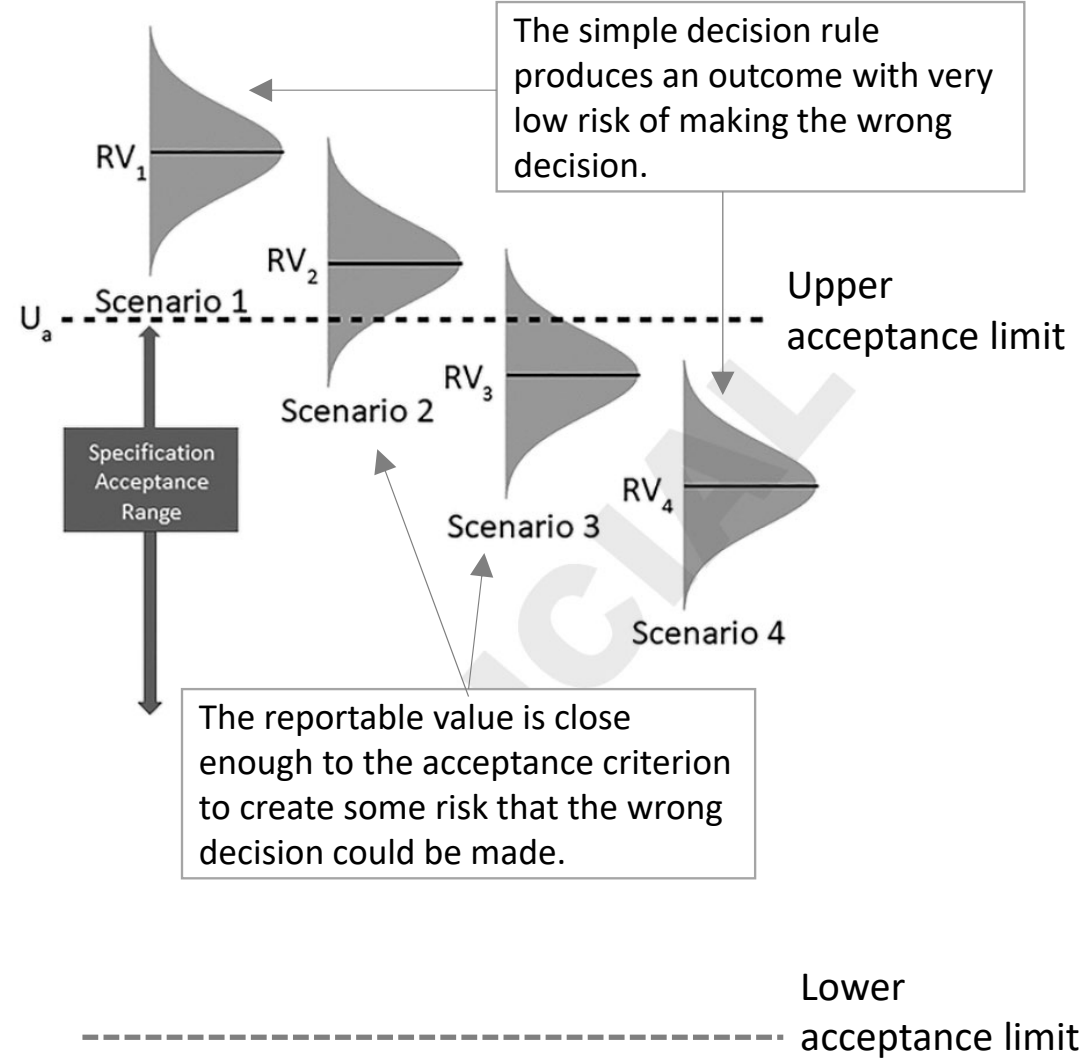 The simple decision rule
produces an outcome with very
low risk of making the wrong
decision.
RV1
RV2
Scenario 1
Upper
acceptance limit
Ua
RV3
Scenario 2
Specification
Acceptance
Range
RV4
Scenario 3
Scenario 4
The reportable value is close
enough to the acceptance criterion
to create some risk that the wrong
decision could be made.
Lower
acceptance limit